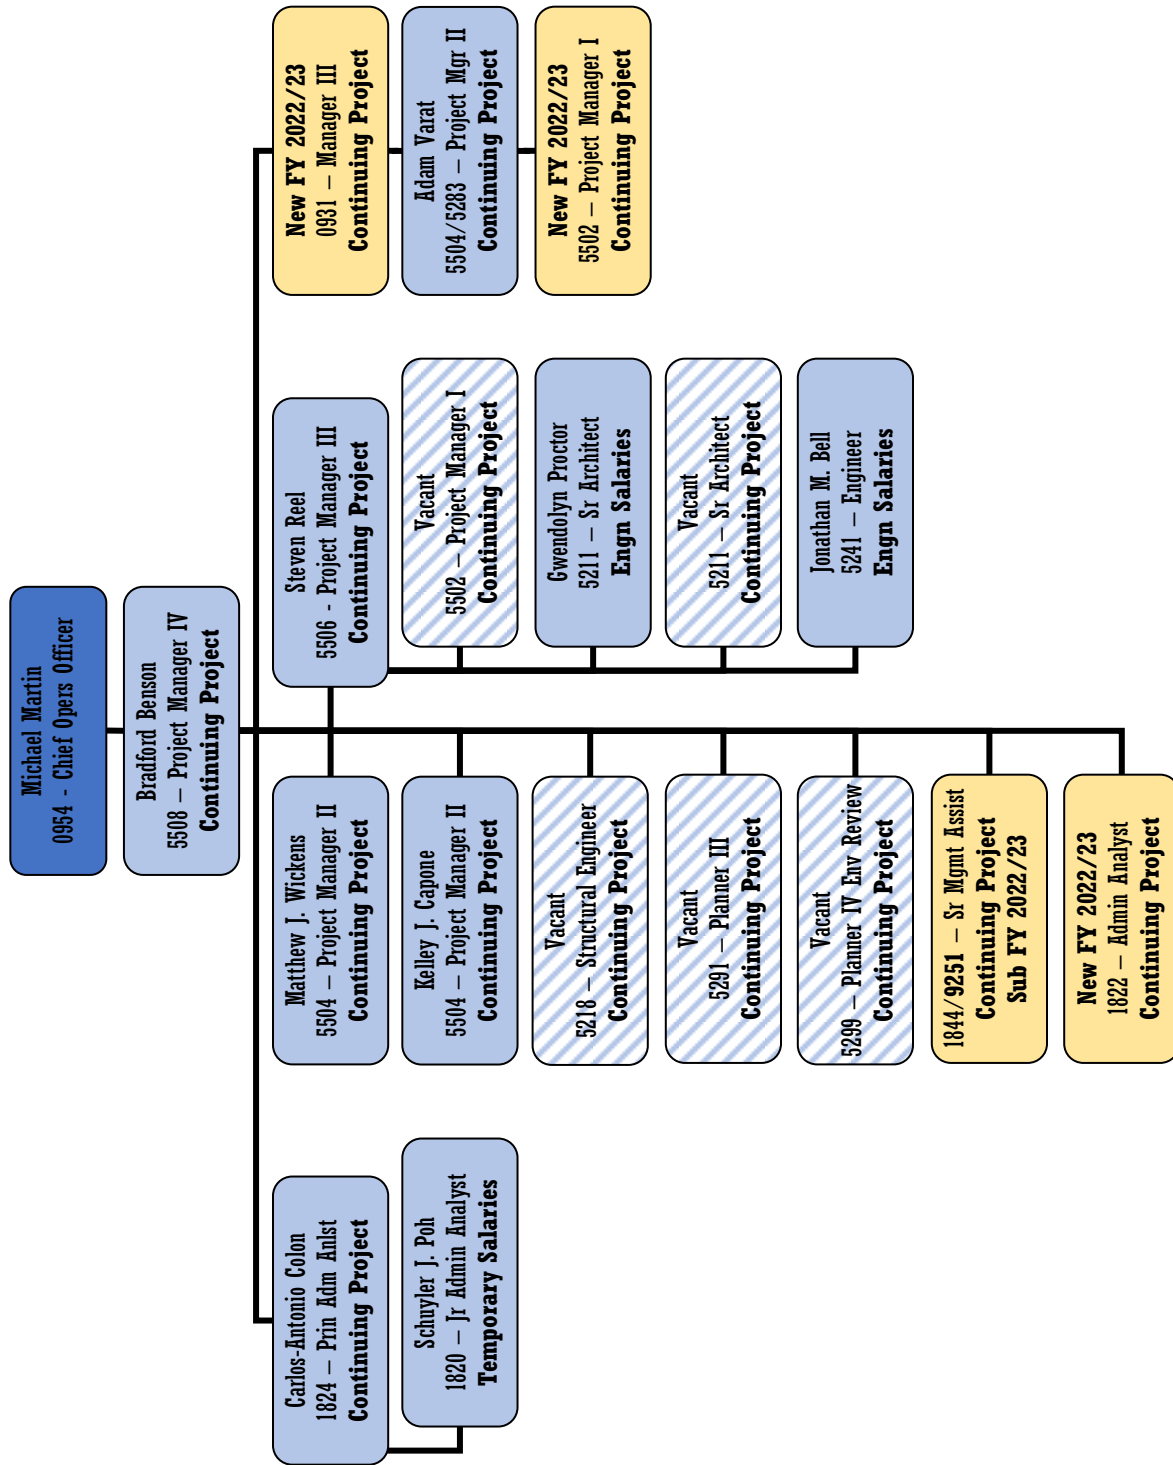 Michael Martin
0954 - Chief Opers Officer
Bradford Benson
5508 – Project Manager IV
Continuing Project
Carlos-Antonio Colon
1824 – Prin Adm Anlst
Continuing Project
Schuyler J. Poh
1820 – Jr Admin Analyst
Temporary Salaries
Matthew J. Wickens
5504 – Project Manager II
Continuing Project
Kelley J. Capone
5504 – Project Manager II
Continuing Project
Vacant
5218 – Structural Engineer
Continuing Project
Vacant
5291 – Planner III
Continuing Project
Vacant
5299 – Planner IV Env Review
Continuing Project
1844/9251 – Sr Mgmt Assist
Continuing Project
Sub FY 2022/23
New FY 2022/23
1822 – Admin Analyst
Continuing Project
Steven Reel
5506 - Project Manager III
Continuing Project
Vacant
5502 – Project Manager I
Continuing Project
Gwendolyn Proctor
5211 – Sr Architect
Engn Salaries
Vacant
5211 – Sr Architect
Continuing Project
Jonathan M. Bell
5241 – Engineer
Engn Salaries
New FY 2022/23
0931 – Manager III
Continuing Project
Adam Varat
5504/5283 – Project Mgr II
Continuing Project
New FY 2022/23
5502 – Project Manager I
Continuing Project